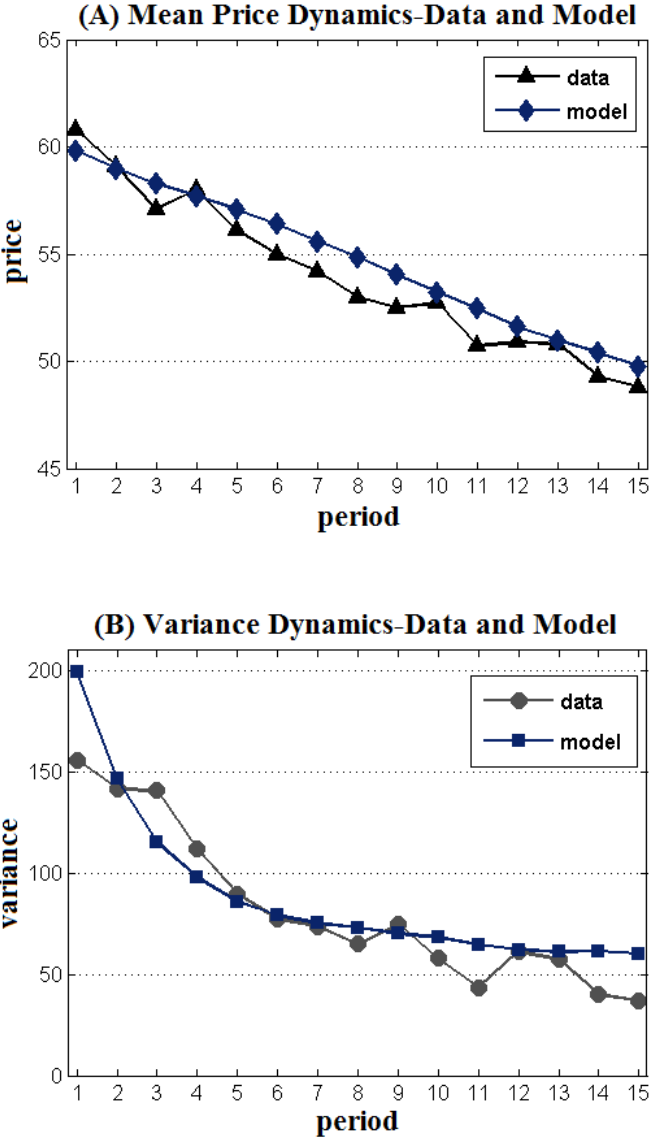 (A) Mean Price Dynamics-Data and Model
65
60
55
50
45
price
data
model
1 2 3 4 5 6 7 8 9 10 11 12 13 14 15
period
(B) Variance Dynamics-Data and Model
200
150
100
50
0
variance
data
model
1 2 3 4 5 6 7 8 9 10 11 12 13 14 15
period